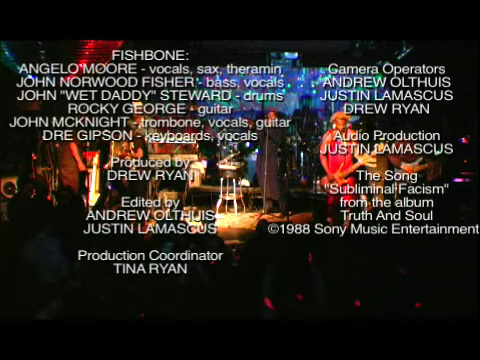 FISHBONE:
ANGELO MOORE - vocals, sax, theramin
JOHN NORWOOD FISHER - bass, vocals
JOHN "WET DADDY" STEWARD - drums
ROCKY GEORGE - guitar
JOHN MCKNIGHT - trombone, vocals, guitar
DRE GIPSON - keyboards, vocals
Produced by
DREW RYAN
Edited by
ANDREW OLTHUIS
JUSTIN LAMASCUS
Production Coordinator
TINA RYAN
Camera Operators
ANDREW OLTHUIS
JUSTIN LAMASCUS
DREW RYAN
Audio Production
JUSTIN LAMASCUS
The Song
"Subliminal Facism"
from the album
Truth And Soul
©1988 Sony Music Entertainment